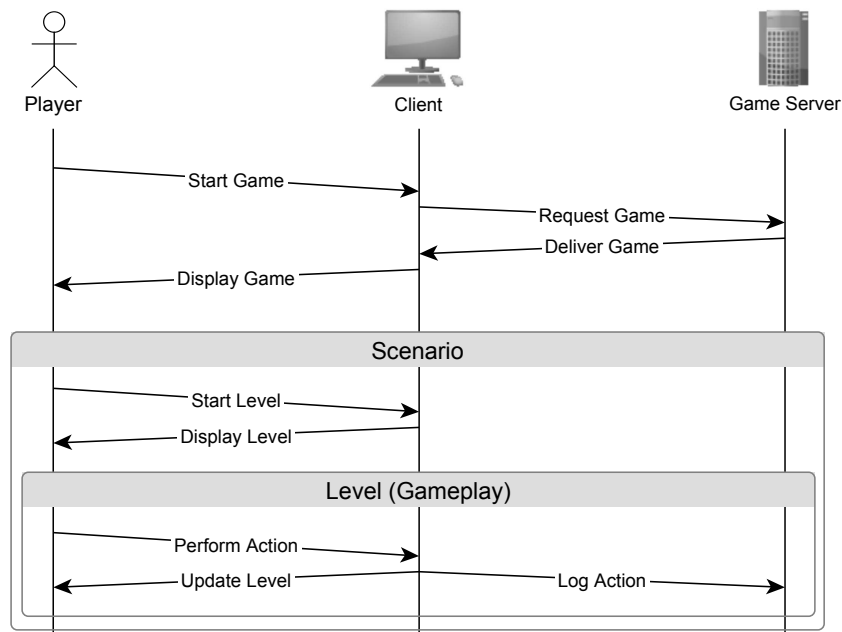 Player
Client
Game Server
Start Game
Request Game
Deliver Game
Display Game
Scenario
Start Level
Display Level
Level (Gameplay)
Perform Action
Update Level
Log Action